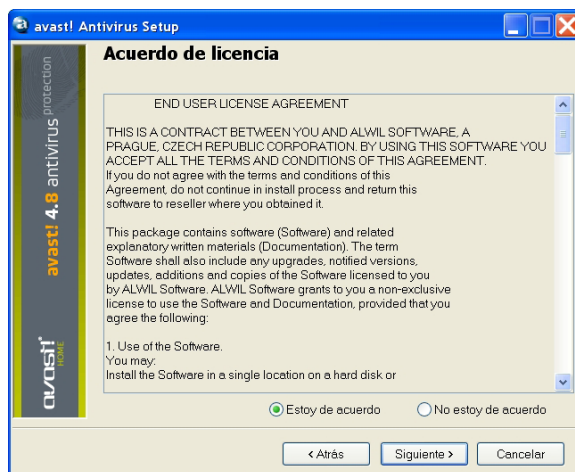 avast! Antivirus Setup
Acuerdo de licencia
avast! 4.8 antivirus protection
avast!
HOME
END USER LICENSE AGREEMENT
THIS IS A CONTRACT BETWEEN YOU AND ALWIL SOFTWARE, A
PRAGUE, CZECH REPUBLIC CORPORATION. BY USING THIS SOFTWARE YOU
ACCEPT ALL THE TERMS AND CONDITIONS OF THIS AGREEMENT.
If you do not agree with the terms and conditions of this
Agreement, do not continue in install process and return this
software to reseller where you obtained it.
This package contains software (Software) and related
explanatory written materials (Documentation). The term
Software shall also include any upgrades, notified versions,
updates, additions and copies of the Software licensed to you
by ALWIL Software. ALWIL Software grants to you a non-exclusive
license to use the Software and Documentation, provided that you
agree the following:
1. Use of the Software.
You may:
Install the Software in a single location on a hard disk or
Estoy de acuerdo No estoy de acuerdo
< Atrás Siguiente > Cancelar